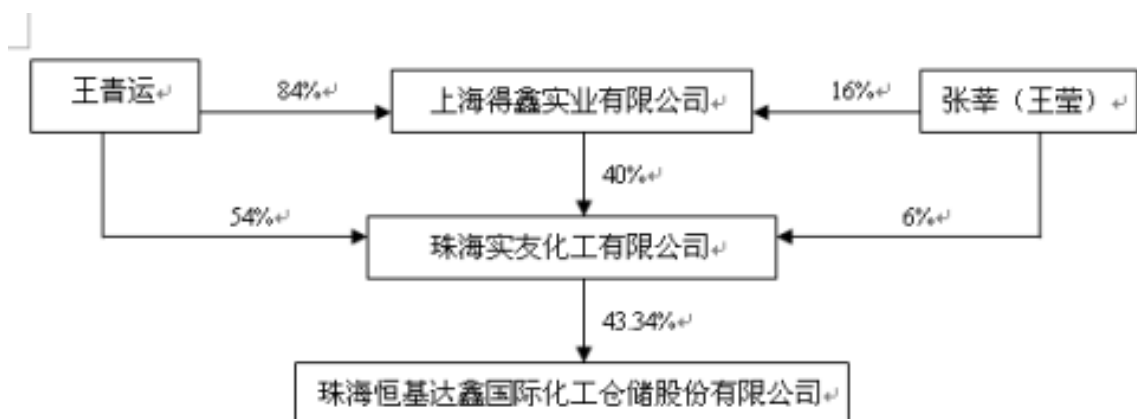 王青运
84%
上海得鑫实业有限公司
16%
张莘（王莹）
40%
54%
6%
珠海实友化工有限公司
43.34%
珠海恒基达鑫国际化工仓储股份有限公司